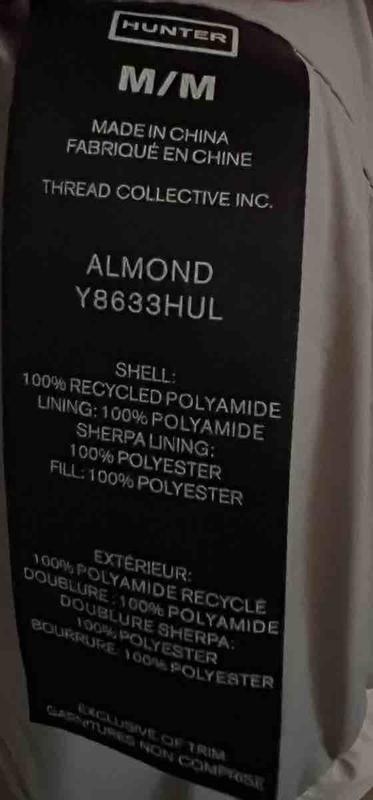 HUNTER
M/M
MADE IN CHINA
FABRIQUÉ EN CHINE
THREAD COLLECTIVE INC.
ALMOND
Y8633HUL
SHELL:
100% RECYCLED POLYAMIDE
LINING: 100% POLYAMIDE
SHERPA LINING:
100% POLYESTER
FILL: 100% POLYESTER
EXTÉRIEUR:
100% POLYAMIDE RECYCLÉ
DOUBLURE: 100% POLYAMIDE
DOUBLURE SHERPA:
100% POLYESTER
BOURRURE: 100% POLYESTER
EXCLUSIVE OF TRIM
GARNITURES NON COMPRISE